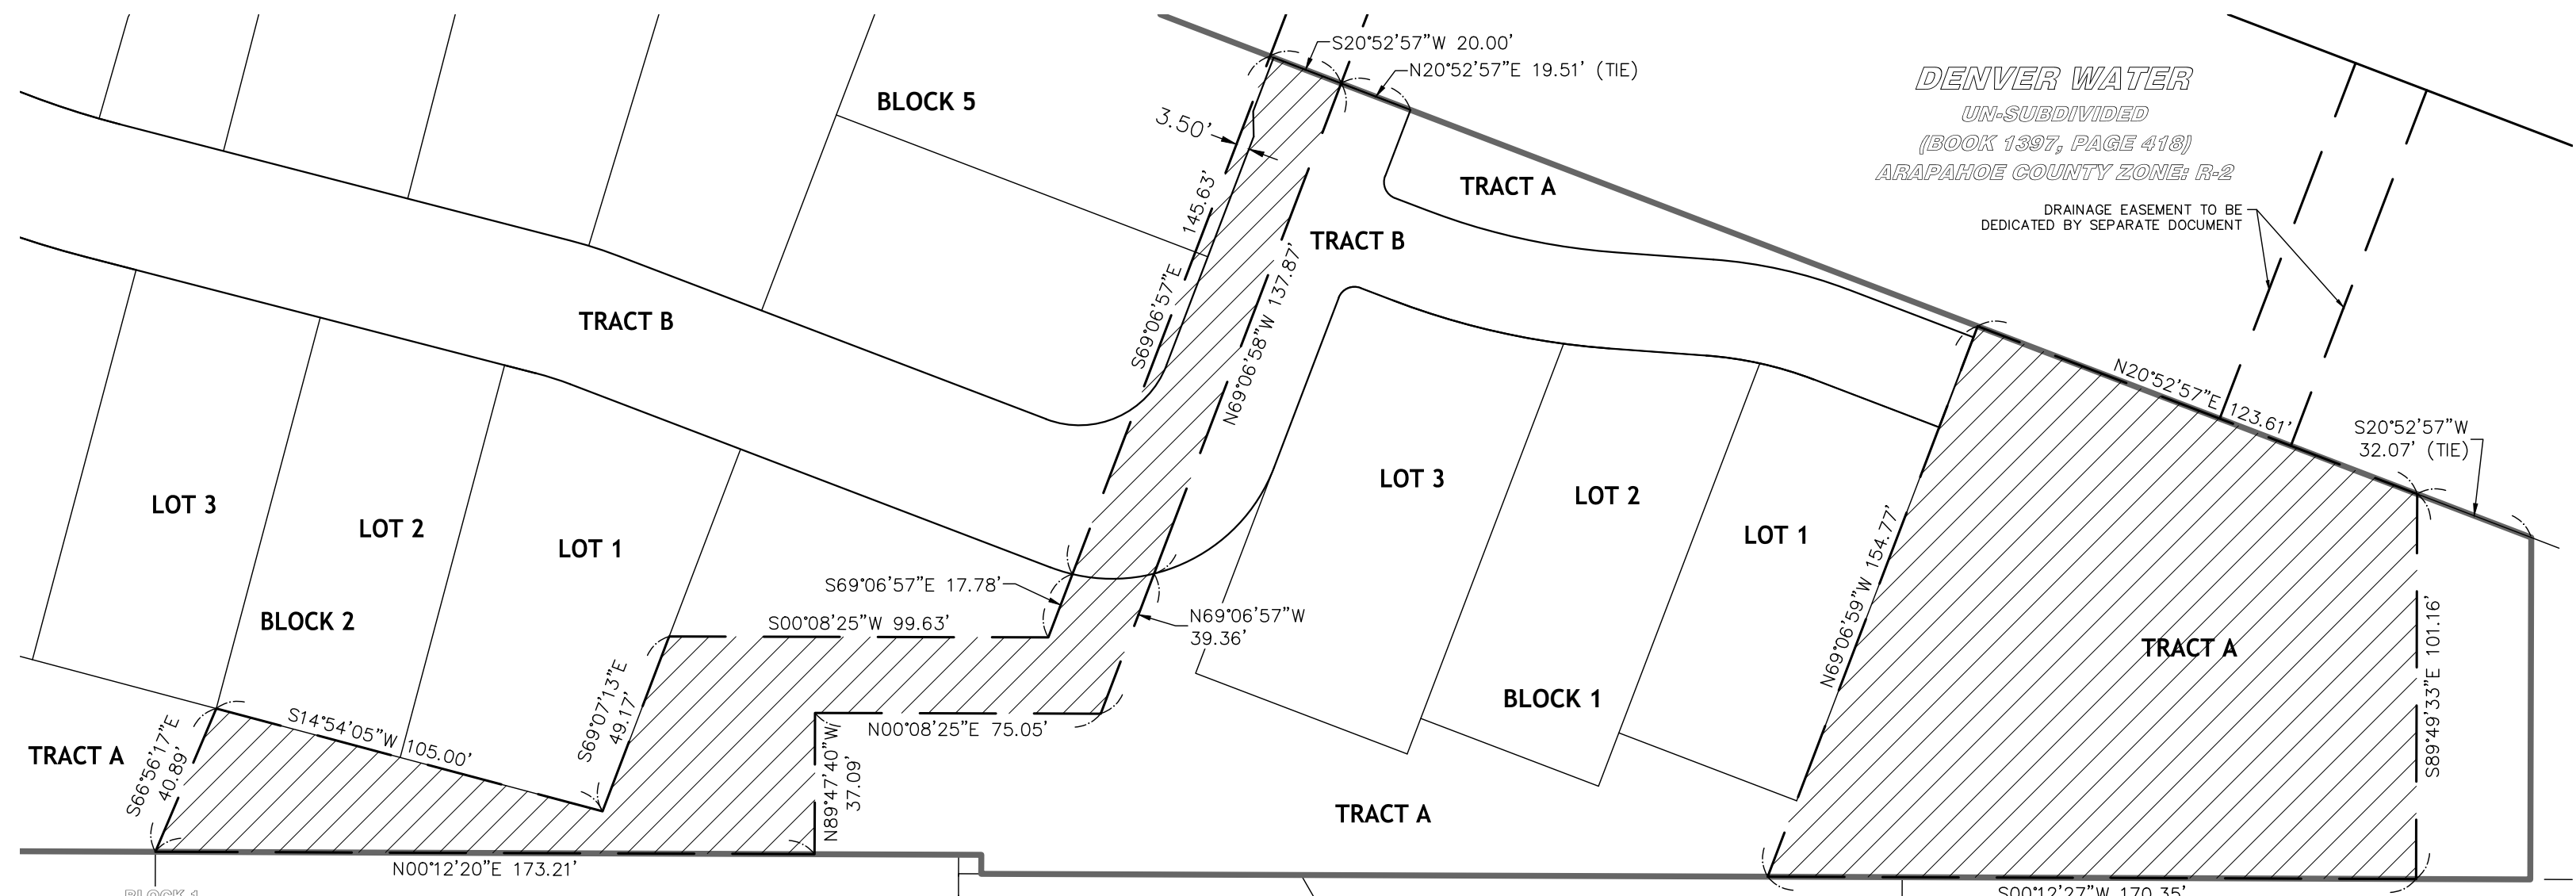 S20°52'57"W 20.00'
N20°52'57"E 19.51' (TIE)
DENVER WATER
UN-SUBDIVIDED
(BOOK 1397, PAGE 418)
ARAPAHOE COUNTY ZONE: R-2
BLOCK 5
3.50'
TRACT A
DRAINAGE EASEMENT TO BE
DEDICATED BY SEPARATE DOCUMENT
S69°06'57"E 145.63'
TRACT B
N69°06'58"W 137.87'
TRACT B
N20°52'57"E 123.61'
S20°52'57"W
32.07' (TIE)
LOT 3
LOT 2
LOT 1
BLOCK 2
LOT 3
LOT 2
LOT 1
BLOCK 1
S69°06'57"E 17.78'
S00°08'25"W 99.63'
N69°06'57"W
39.36'
N69°06'59"W 154.77'
TRACT A
S89°49'33"E 101.16'
TRACT A
S66°56'17"E
40.89'
S14°54'05"W 105.00'
S69°07'13"E
49.17'
N00°08'25"E 75.05'
N89°47'40"W
37.09'
TRACT A
N00°12'20"E 173.21'
S00°12'27"W 170.35'
BLOCK 1